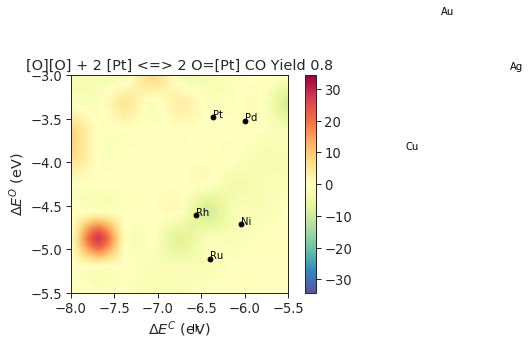 Au
Ag
[O][O] + 2 [Pt] <=> 2 O=[Pt] CO Yield 0.8
−3.0
30
Pt
Pd
−3.5
20
Cu
−4.0
10
ΔE^O (eV)
0
−4.5
Rh
Ni
−10
−5.0
Ru
−20
−5.5
−30
−8.0 −7.5 −7.0 −6.5 −6.0 −5.5
ΔE^C (eV)